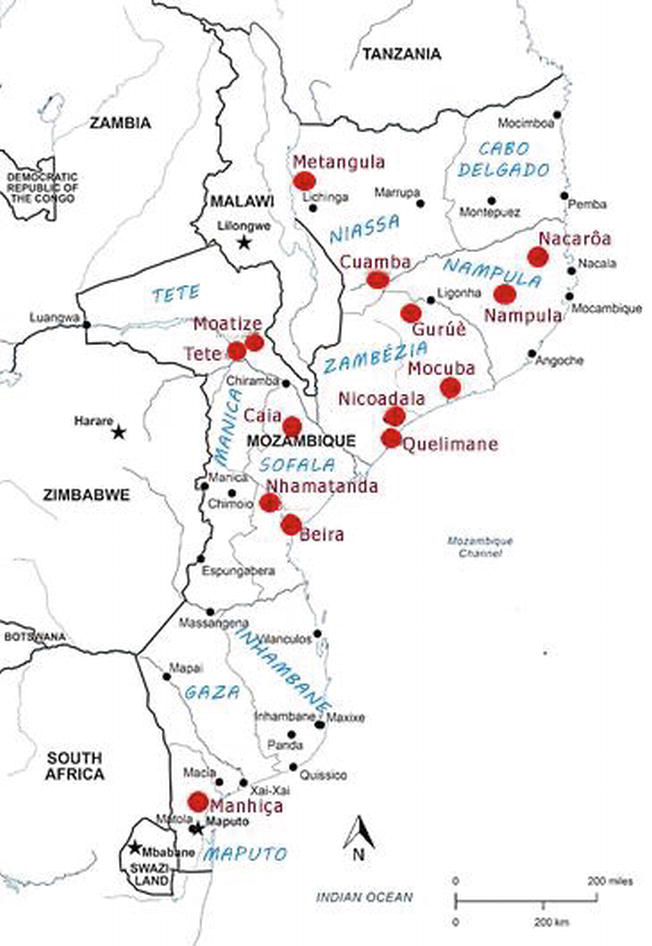 TANZANIA
ZAMBIA
Mocimboa
CABO
DELGADO
Metangula
DEMOCRATIC
REPUBLIC OF
THE CONGO
MALAWI
Lilongwe
Lichinga
Marrupa
Montepuez
Pemba
NIASSA
Nacarôa
Cuamba
NAMPULA
Nacala
TETE
Ligonha
Mocambique
Luangwa
Moatize
Nampula
Gurúè
Tete
ZAMBÉZIA
Angoche
Mocuba
Chiramba
MANICA
Nicoadala
Caia
Harare
MOZAMBIQUE
Quelimane
SOFALA
Manica
Nhamatanda
ZIMBABWE
Chimoio
Beira
Mozambique
Channel
Espungabera
Massangena
BOTSWANA
Vilanculos
INHAMBANE
Mapai
GAZA
Inhambane
Maxixe
Panda
SOUTH
AFRICA
Macia
Quissico
Xai-Xai
Manhiça
Matola
Maputo
Mbabane
MAPUTO
SWAZI
LAND
N
INDIAN OCEAN
0
200 miles
0
200 km